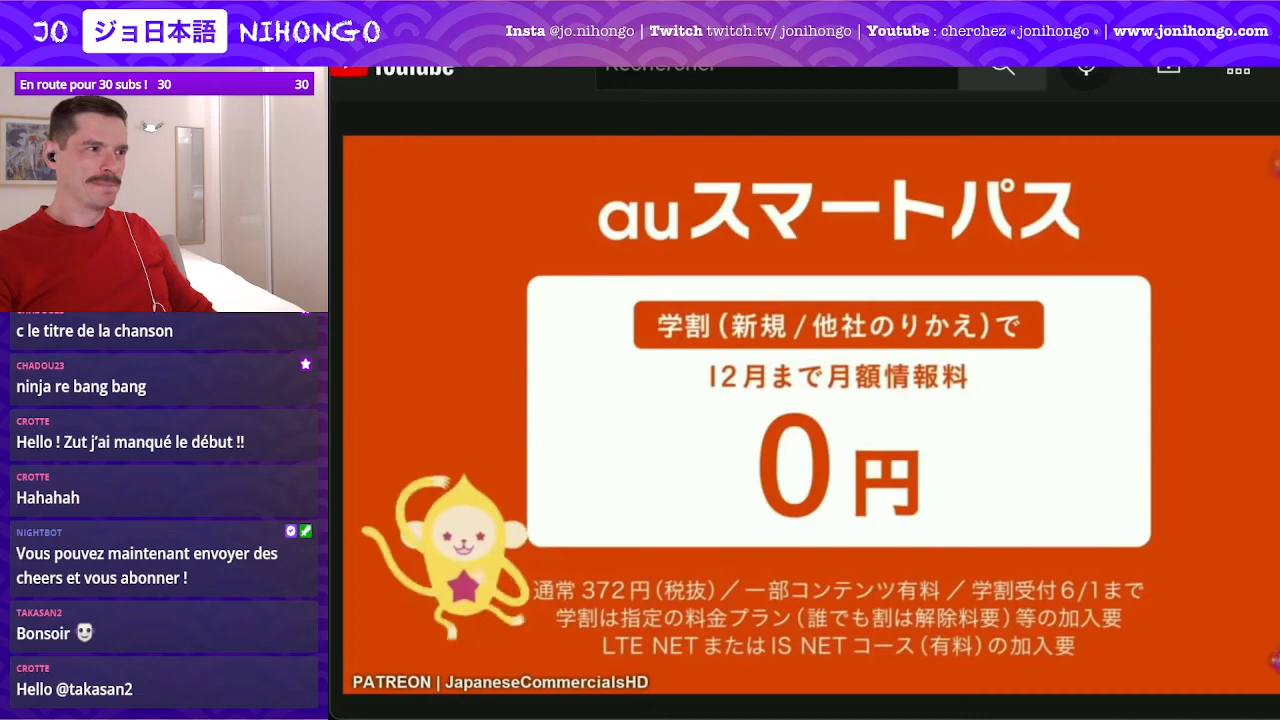 JO ジョ日本語 NIHONGO
Insta @jo.nihongo | Twitch twitch.tv/ jonihongo | Youtube : cherchez « jonihongo » | www.jonihongo.com
YouTube
Rechercher
En route pour 30 subs ! 30 30
CHADOU23
c le titre de la chanson
CHADOU23
ninja re bang bang
CROTTE
Hello ! Zut j'ai manqué le début !!
CROTTE
Hahahah
NIGHTBOT
Vous pouvez maintenant envoyer des
cheers et vous abonner !
TAKASAN2
Bonsoir
CROTTE
Hello @takasan2
auスマートパス
学割(新規/他社のりかえ)で
12月まで月額情報料
0円
通常372円(税抜)/一部コンテンツ有料/学割受付6/1まで
学割は指定の料金プラン(誰でも割は解除料要)等の加入要
LTE NETまたはIS NETコース(有料)の加入要
PATREON | JapaneseCommercialsHD